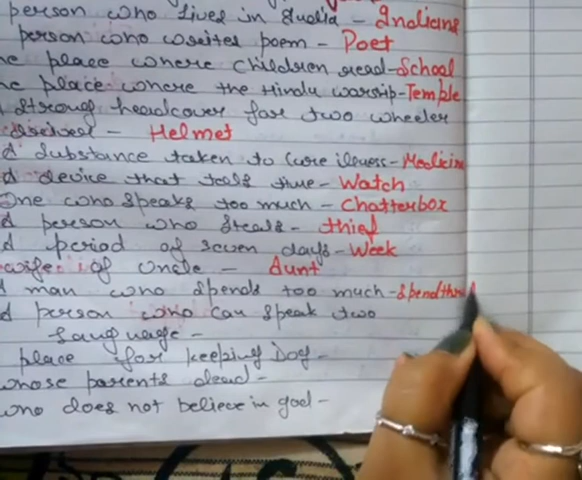 person who lives in India - Indians
person who writes poem - Poet
he place where children read - School
he place where the Hindu worship - Temple
strong headcover for two wheeler
- Helmet
A substance taken to cure illness - Medicin
A device that tells time - Watch
One who speaks too much - Chatterbox
A person who steals - thief
A period of seven days - Week
wife of Uncle - Aunt
A man who spends too much - Spendthri
A person who can speak two
language -
place for keeping Dog -
whose parents dead -
who does not believe in god -